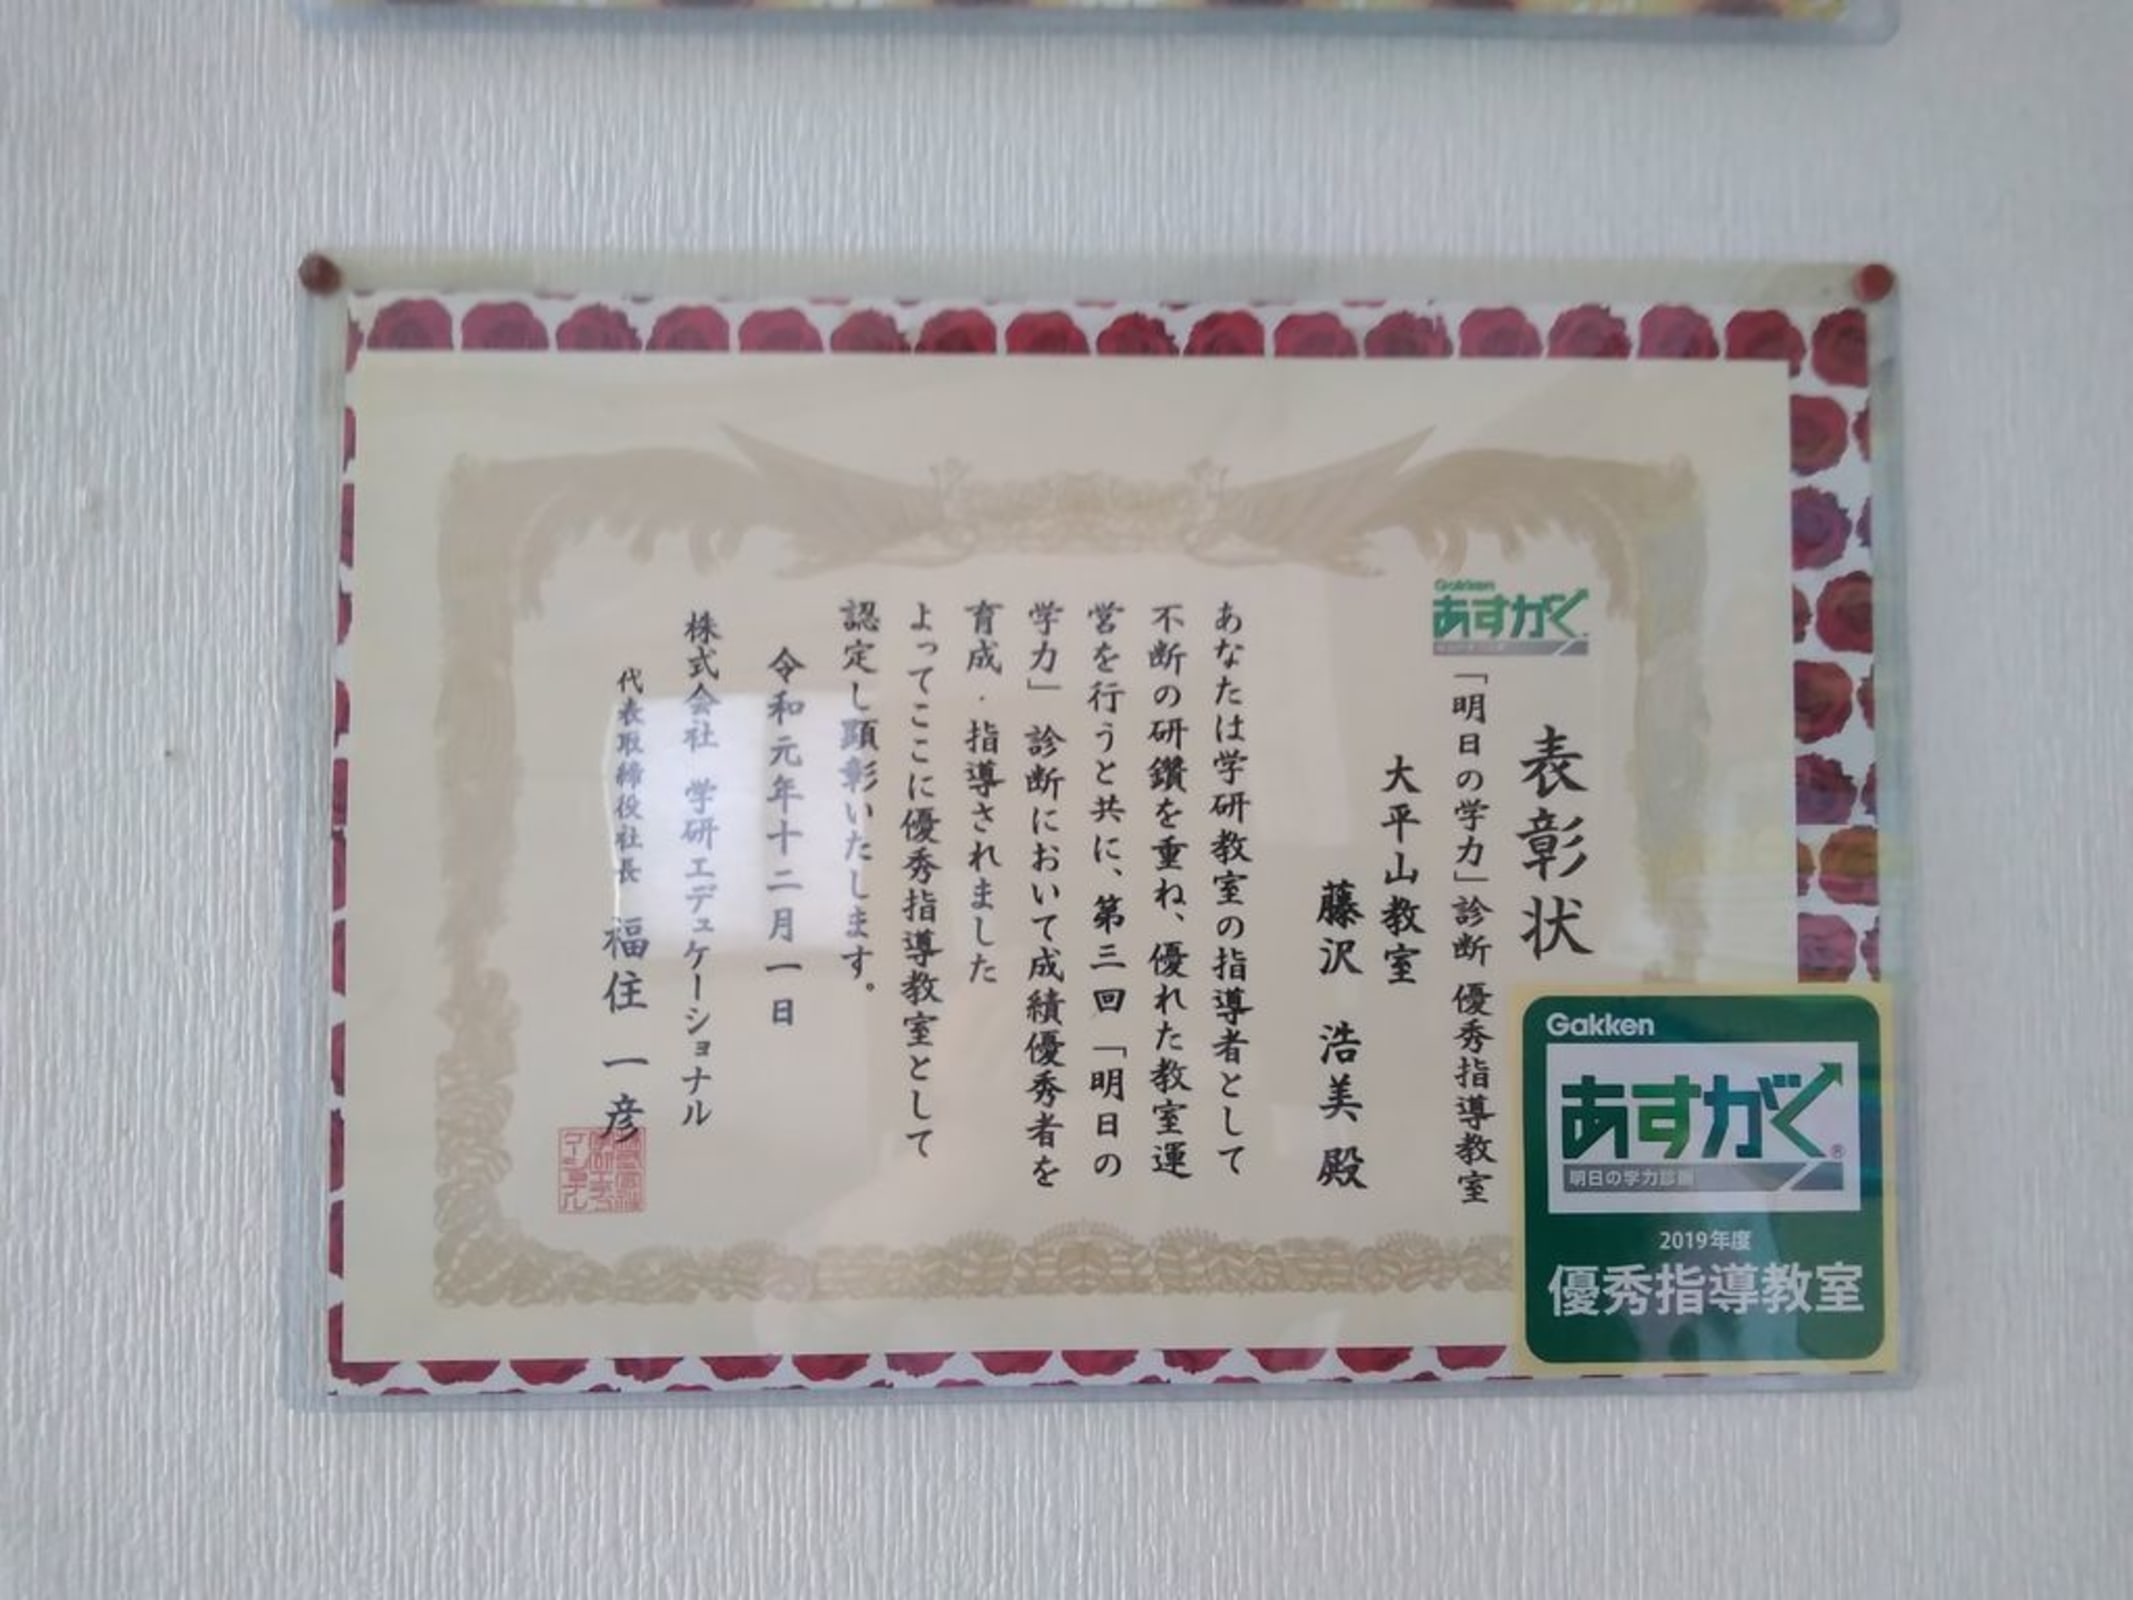 表彰状
Gakken
あすがく
「明日の学力」診断 優秀指導教室
大平山教室
藤沢 浩美 殿
あなたは学研教室の指導者として
不断の研鑽を重ね、優れた教室運
営を行うと共に、第三回「明日の
学力」診断において成績優秀者を
育成・指導されました
よってここに優秀指導教室として
認定し顕彰いたします。
令和元年十二月一日
株式会社 学研エデュケーショナル
代表取締役社長 福住 一彦
Gakken
あすがく®
明日の学力診断
2019年度
優秀指導教室